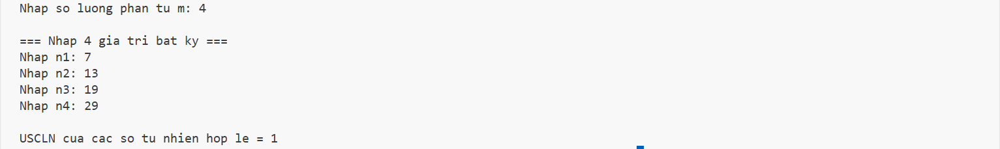 Nhap so luong phan tu m: 4
=== Nhap 4 gia tri bat ky ===
Nhap n1: 7
Nhap n2: 13
Nhap n3: 19
Nhap n4: 29
USCLN cua cac so tu nhien hop le = 1